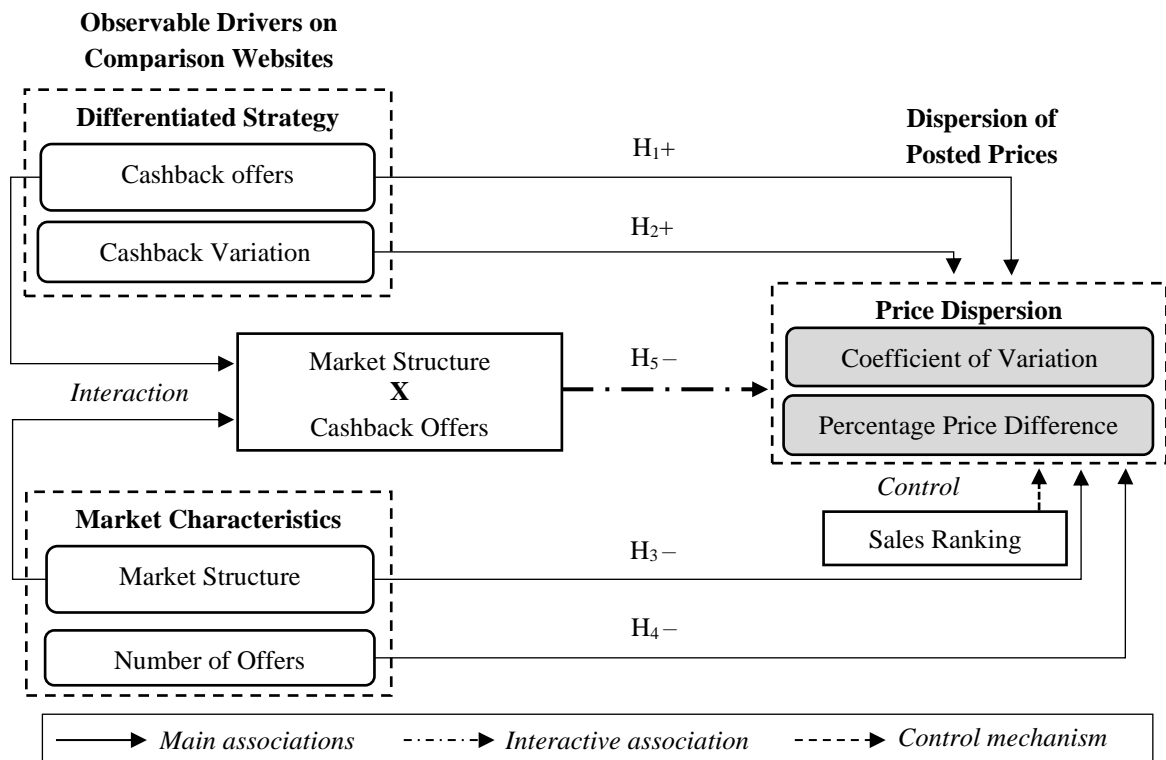 Observable Drivers on
Comparison Websites
Differentiated Strategy
Cashback offers
Cashback Variation
H₁+
H₂+
Dispersion of
Posted Prices
Price Dispersion
Coefficient of Variation
Percentage Price Difference
Interaction
Market Structure
X
Cashback Offers
H₅−
Control
Sales Ranking
Market Characteristics
Market Structure
Number of Offers
H₃−
H₄−
Main associations
Interactive association
Control mechanism